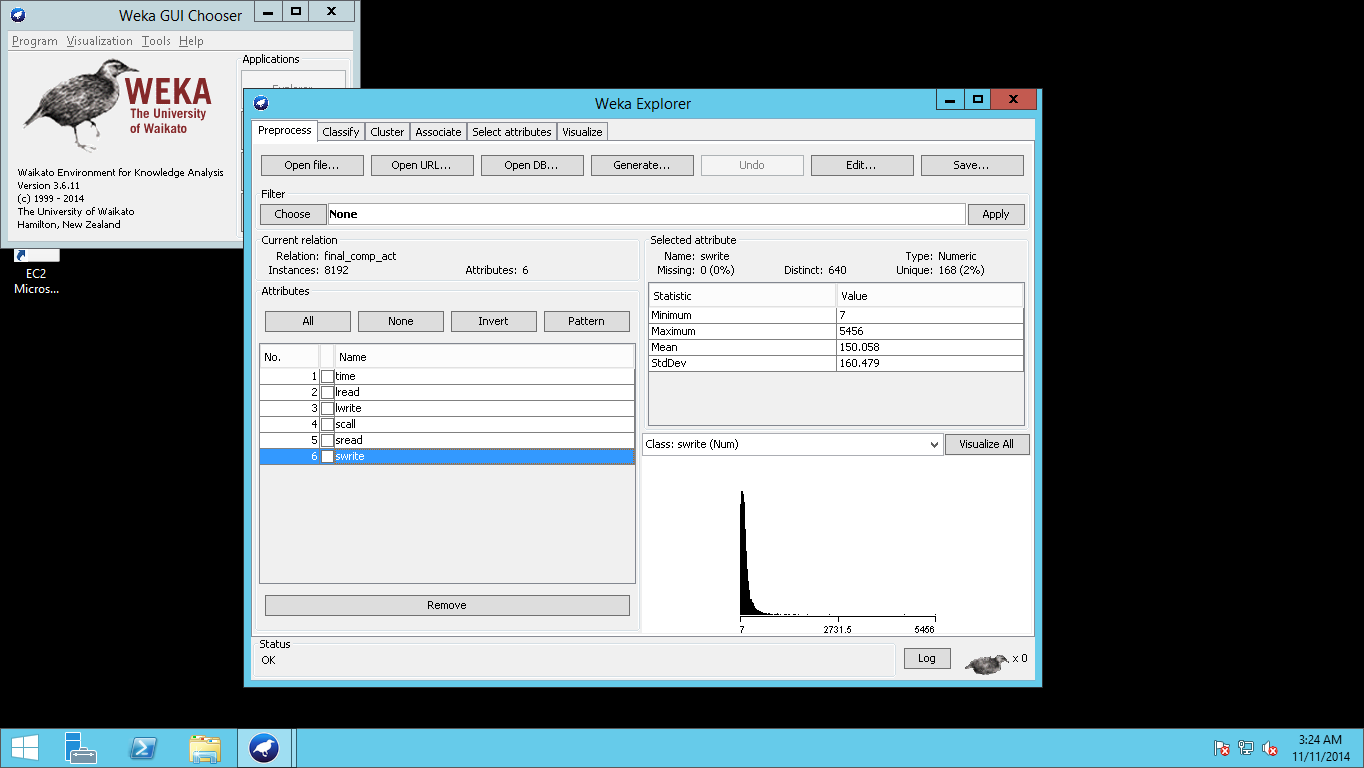 Weka GUI Chooser
Program Visualization Tools Help
Applications
Explorer
WEKA
The University
of Waikato
Waikato Environment for Knowledge Analysis
Version 3.6.11
(c) 1999 - 2014
The University of Waikato
Hamilton, New Zealand
EC2
Micros...
Weka Explorer
Preprocess Classify Cluster Associate Select attributes Visualize
Open file... Open URL... Open DB... Generate... Undo Edit... Save...
Filter
Choose None Apply
Current relation
Relation: final_comp_act
Instances: 8192 Attributes: 6
Attributes
All None Invert Pattern
No. Name
1 time
2 lread
3 lwrite
4 scall
5 sread
6 swrite
Remove
Selected attribute
Name: swrite Type: Numeric
Missing: 0 (0%) Distinct: 640 Unique: 168 (2%)
Statistic Value
Minimum 7
Maximum 5456
Mean 150.058
StdDev 160.479
Class: swrite (Num) Visualize All
7 2731.5 5456
Status
OK
Log x 0
3:24 AM
11/11/2014